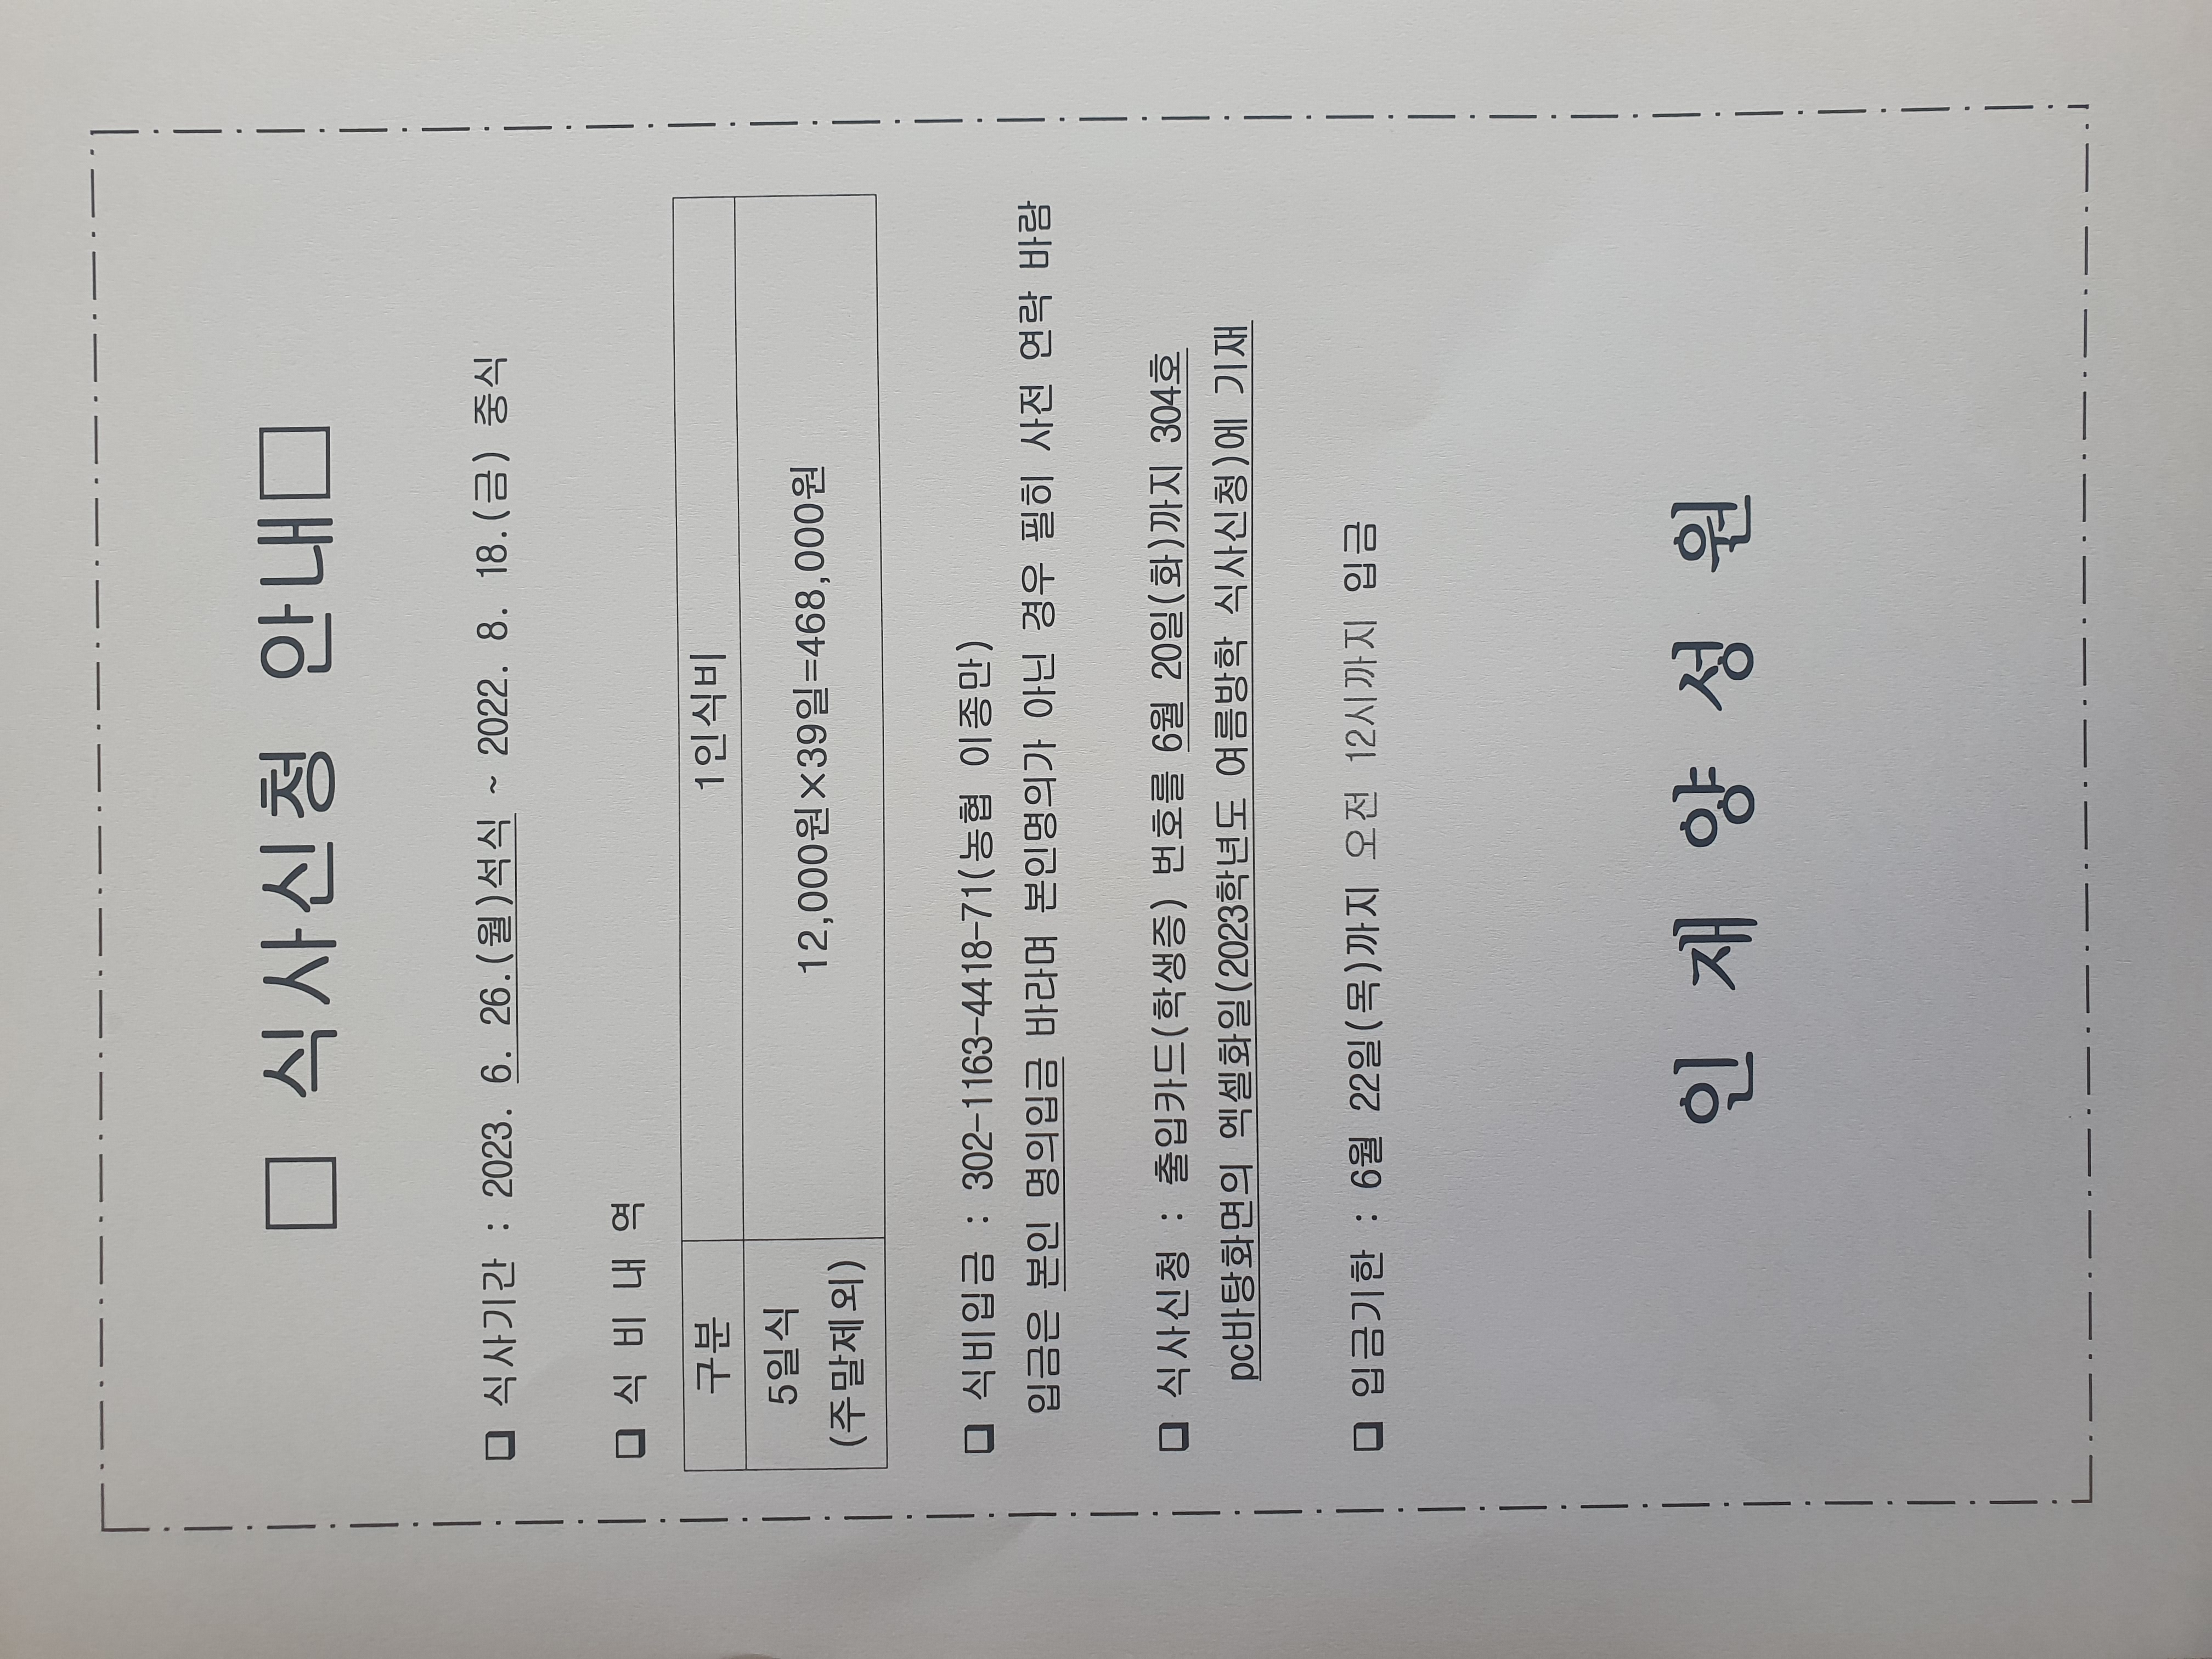 □ 식사신청 안내□
❏ 식사기간 : 2023. 6. 26.(월)석식 ~ 2022. 8. 18.(금) 중식
❏ 식 비 내 역
구분 1인식비
5일식
(주말제외)
12,000원×39일=468,000원
❏ 식비입금 : 302-1163-4418-71(농협 이종만)
입금은 본인 명의입금 바라며 본인명의가 아닌 경우 필히 사전 연락 바람
❏ 식사신청 : 출입카드(학생증) 번호를 6월 20일(화)까지 304호
pc바탕화면의 엑셀화일(2023학년도 여름방학 식사신청)에 기재
❏ 입금기한 : 6월 22일(목)까지 오전 12시까지 입금
인 재 양 성 원